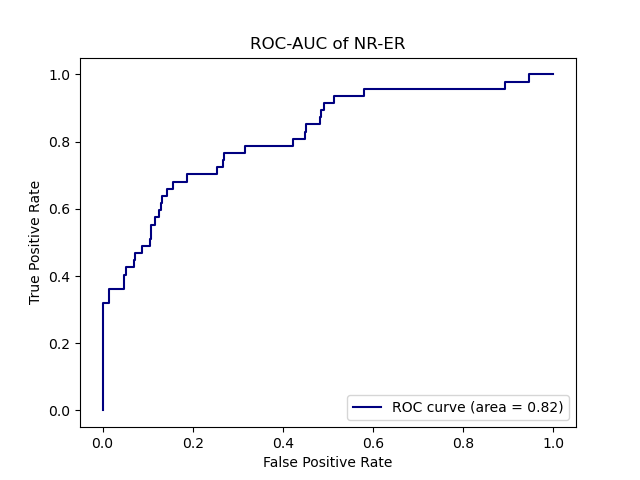 ROC-AUC of NR-ER
1.0
0.8
0.6
0.4
0.2
0.0
True Positive Rate
ROC curve (area = 0.82)
0.0 0.2 0.4 0.6 0.8 1.0
False Positive Rate